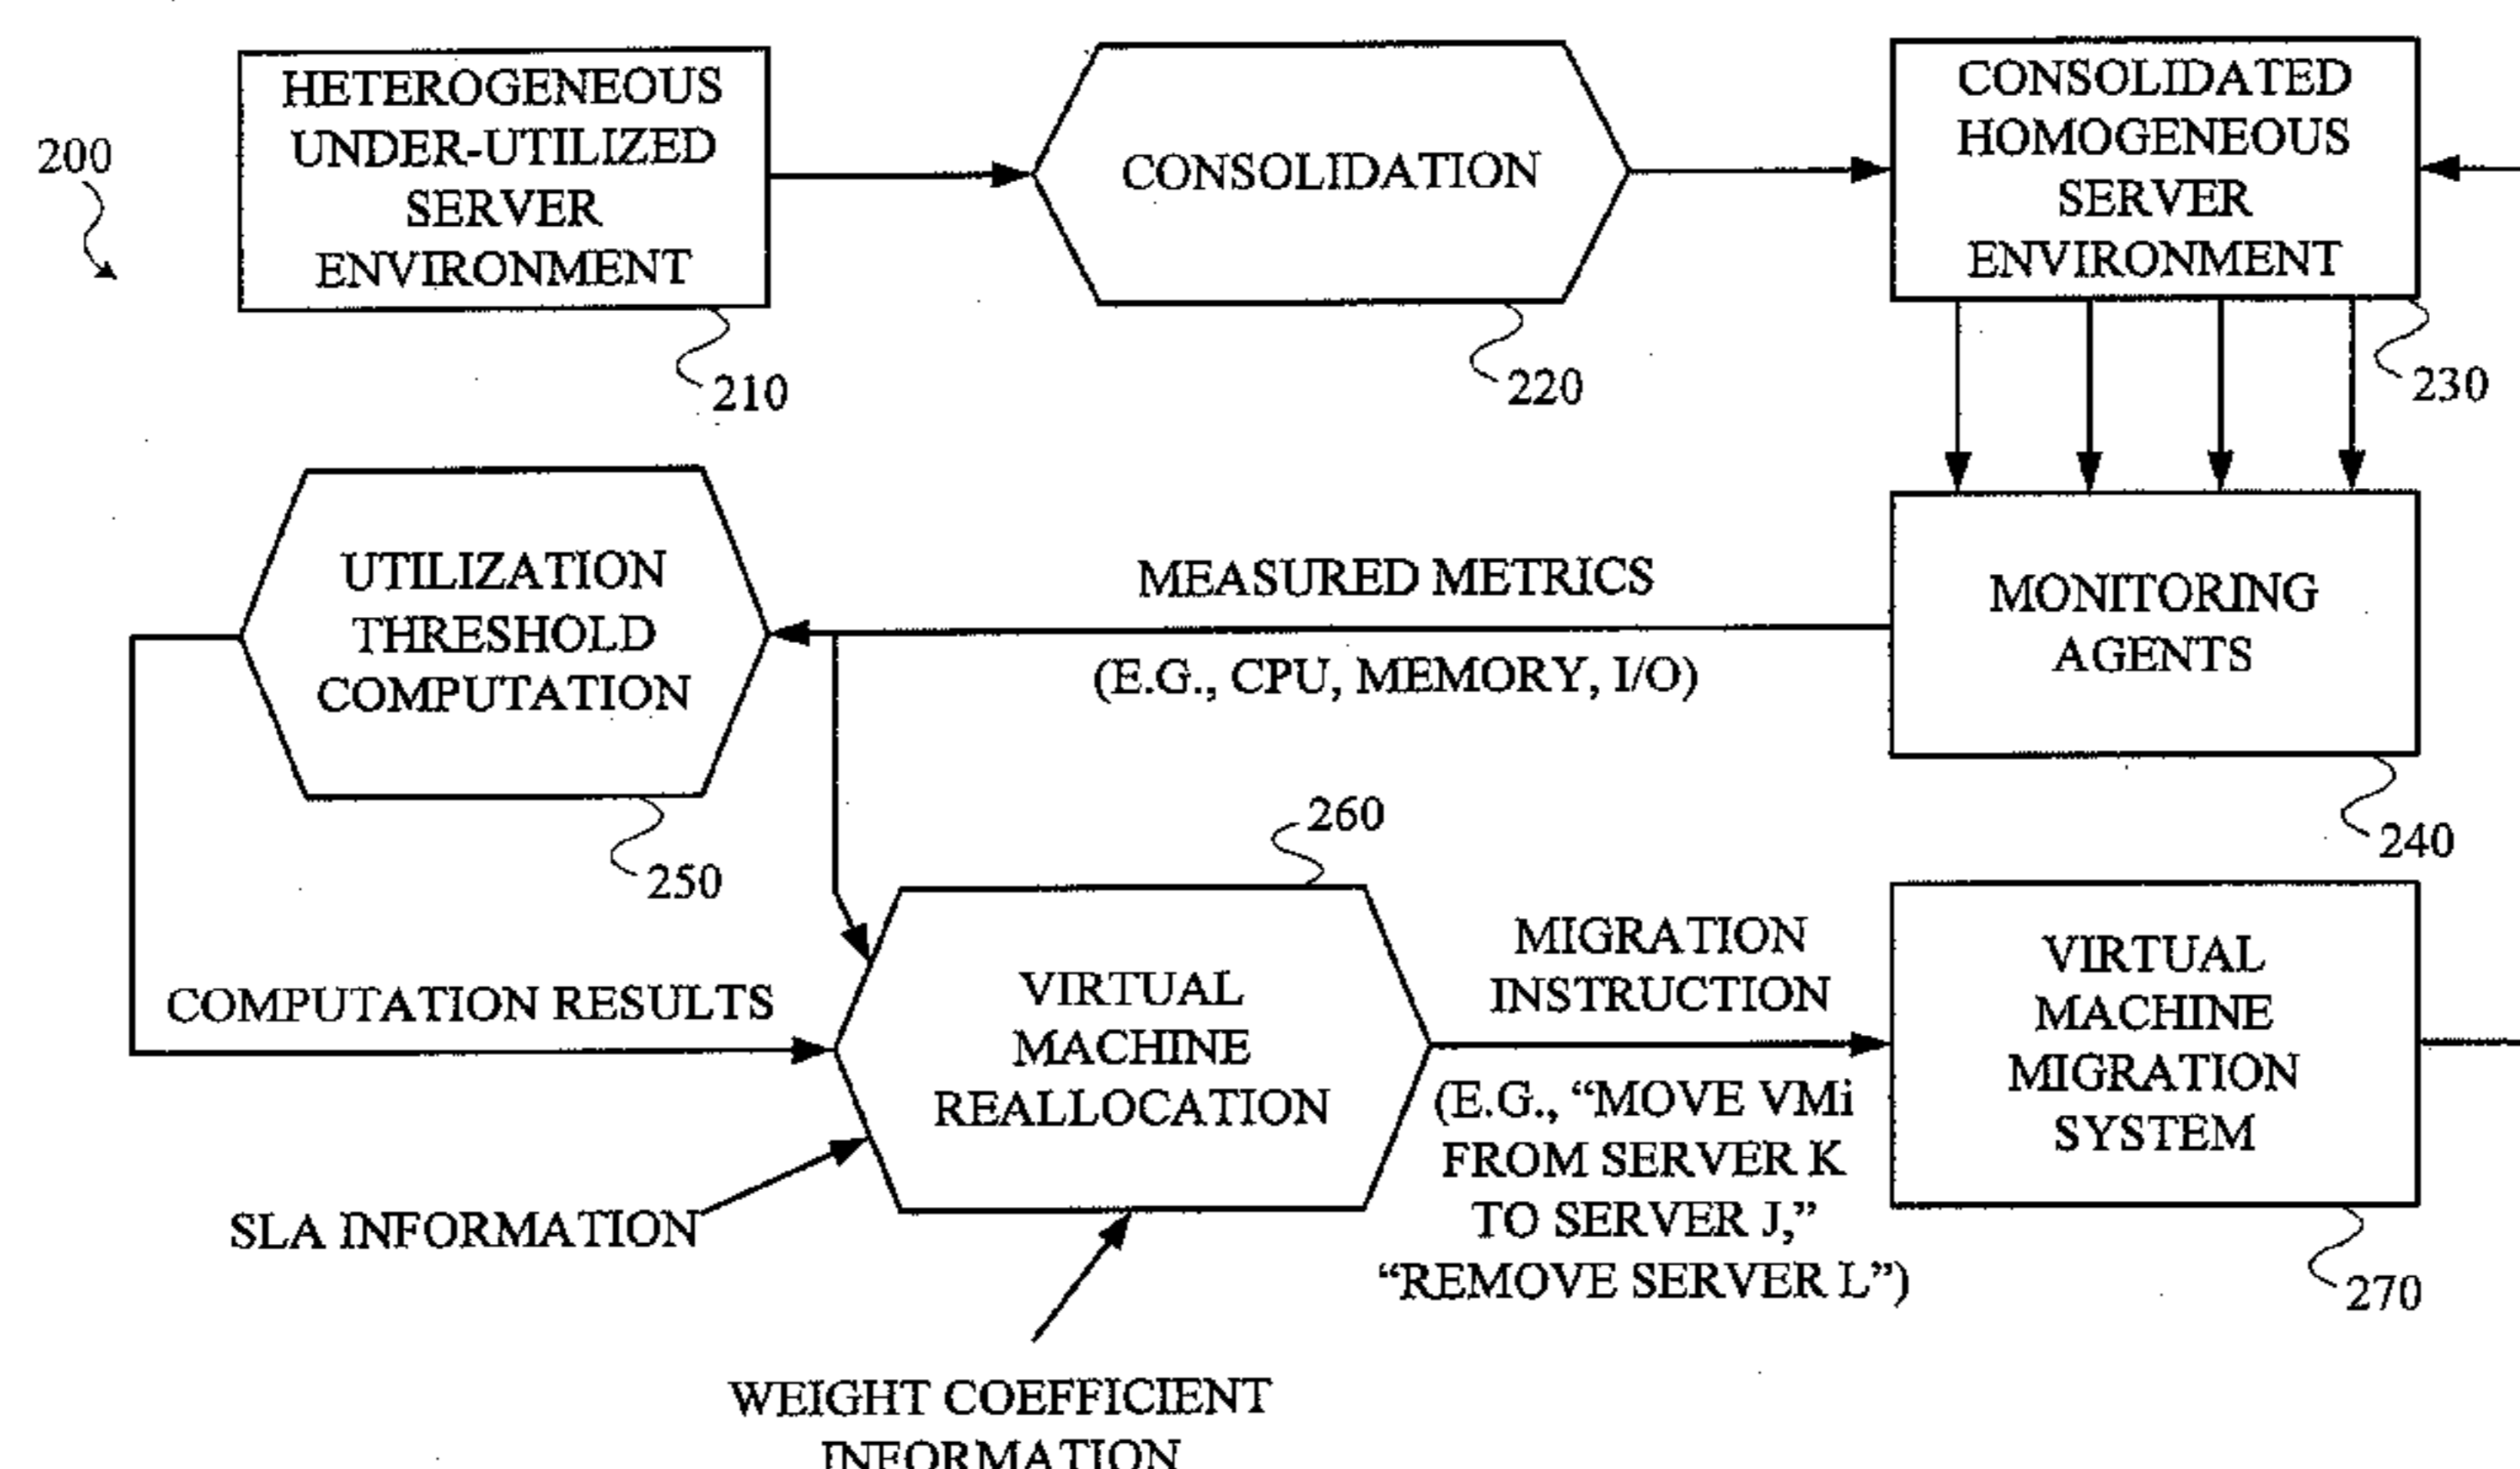 200
HETEROGENEOUS
UNDER-UTILIZED
SERVER
ENVIRONMENT
210
CONSOLIDATION
220
CONSOLIDATED
HOMOGENEOUS
SERVER
ENVIRONMENT
230
UTILIZATION
THRESHOLD
COMPUTATION
250
MEASURED METRICS
(E.G., CPU, MEMORY, I/O)
MONITORING
AGENTS
240
COMPUTATION RESULTS
SLA INFORMATION
260
VIRTUAL
MACHINE
REALLOCATION
WEIGHT COEFFICIENT
INFORMATION
MIGRATION
INSTRUCTION
(E.G., “MOVE VMi
FROM SERVER K
TO SERVER J,”
“REMOVE SERVER L”)
VIRTUAL
MACHINE
MIGRATION
SYSTEM
270